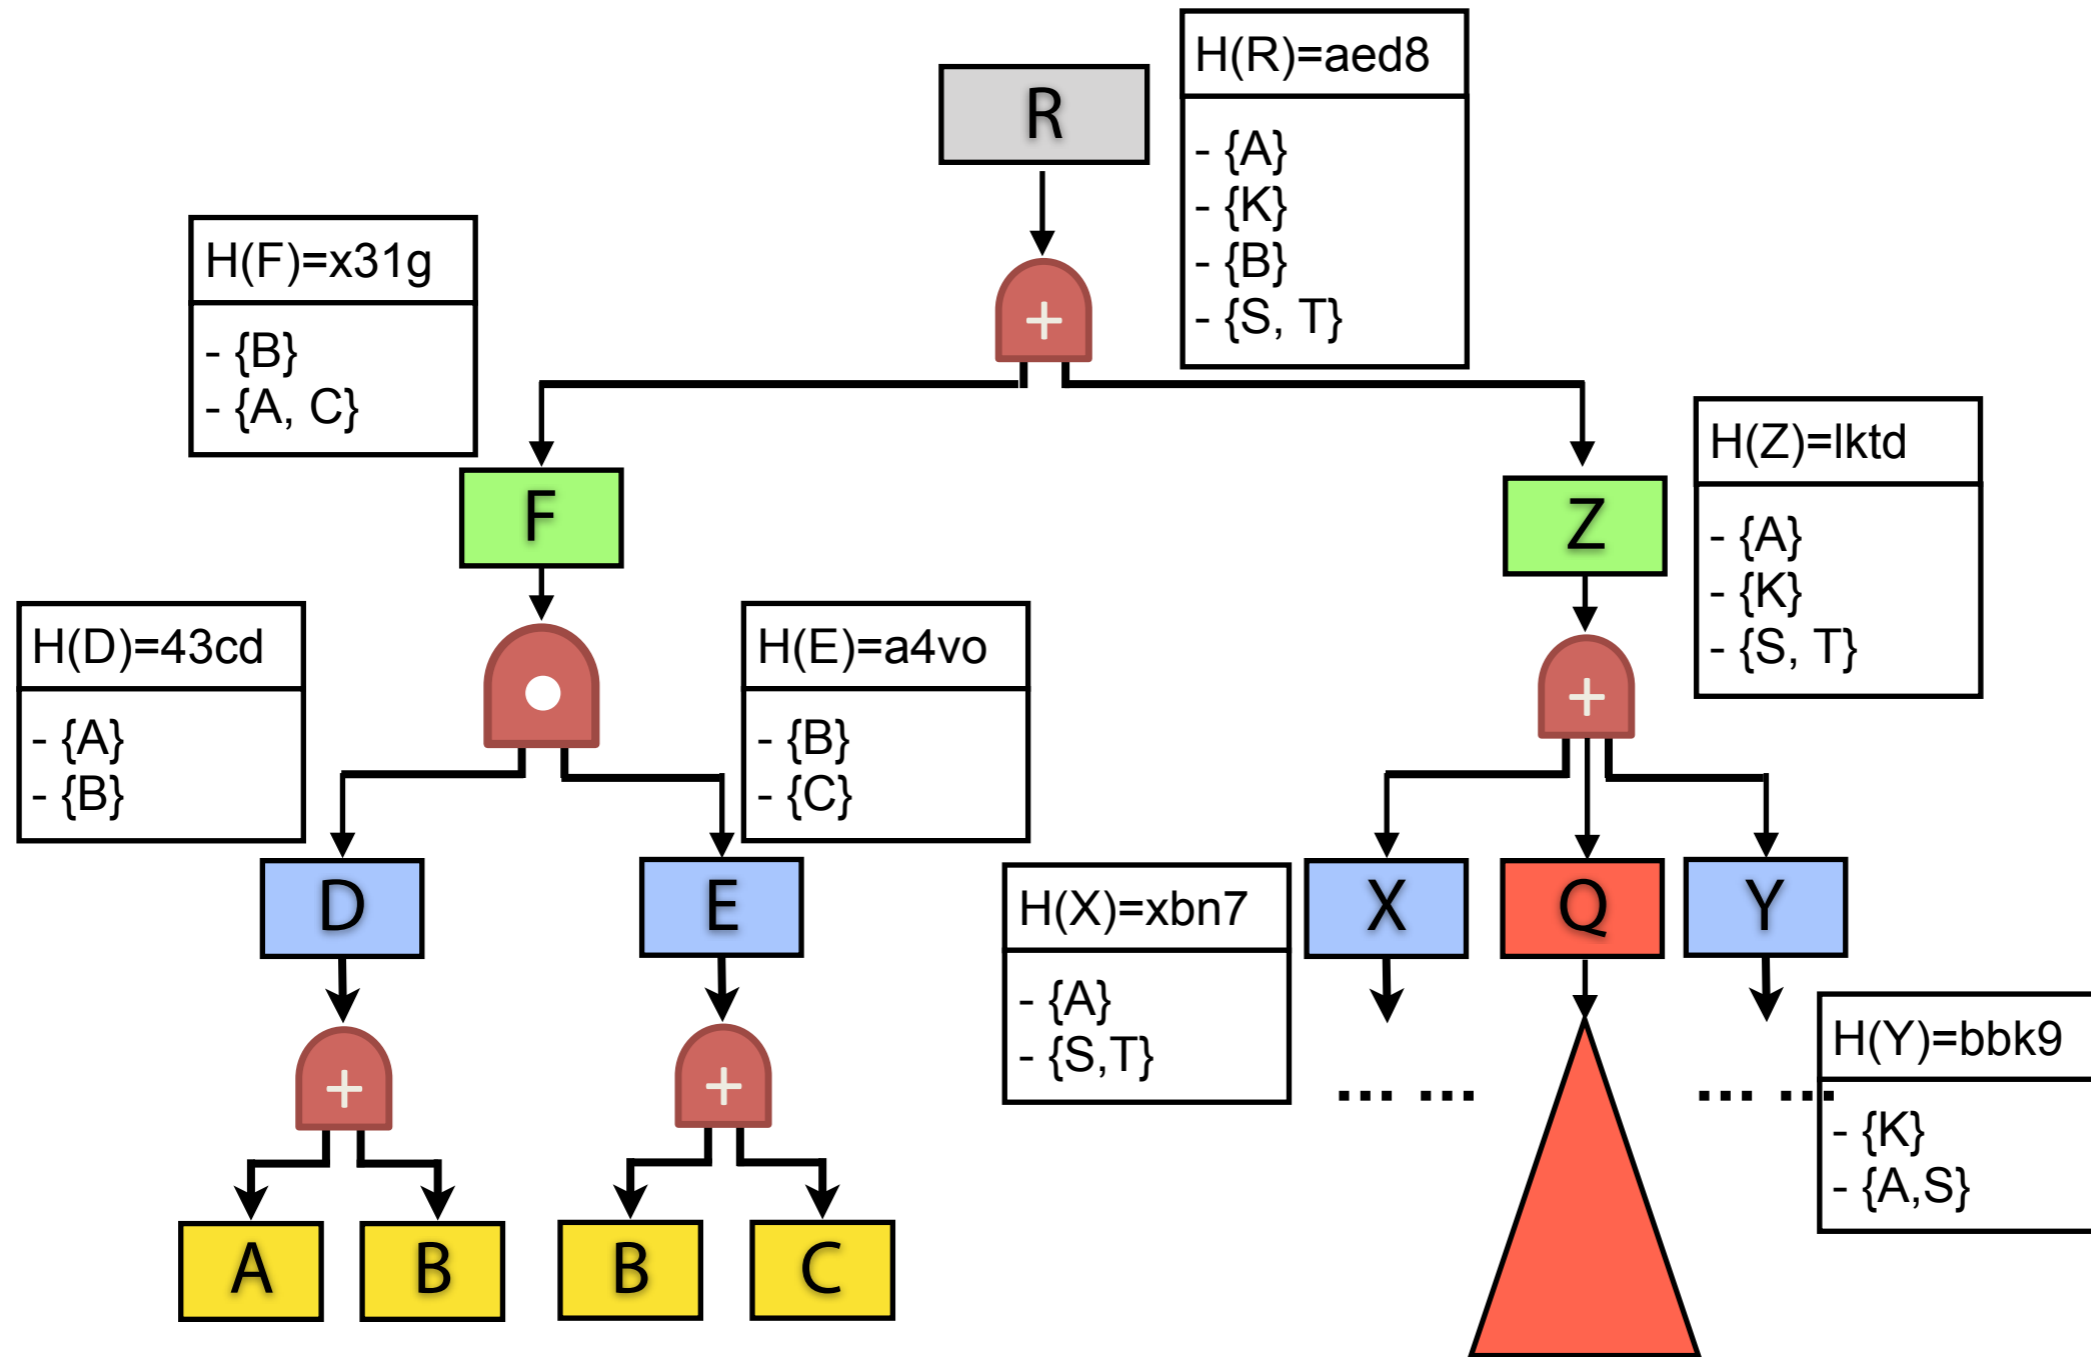 R
H(R)=aed8
- {A}
- {K}
- {B}
- {S, T}
+
H(F)=x31g
- {B}
- {A, C}
F
H(Z)=lktd
- {A}
- {K}
- {S, T}
Z
+
H(D)=43cd
- {A}
- {B}
H(E)=a4vo
- {B}
- {C}
D
E
H(X)=xbn7
- {A}
- {S,T}
X
Q
Y
H(Y)=bbk9
- {K}
- {A,S}
... ...
... ...
+
+
A
B
B
C